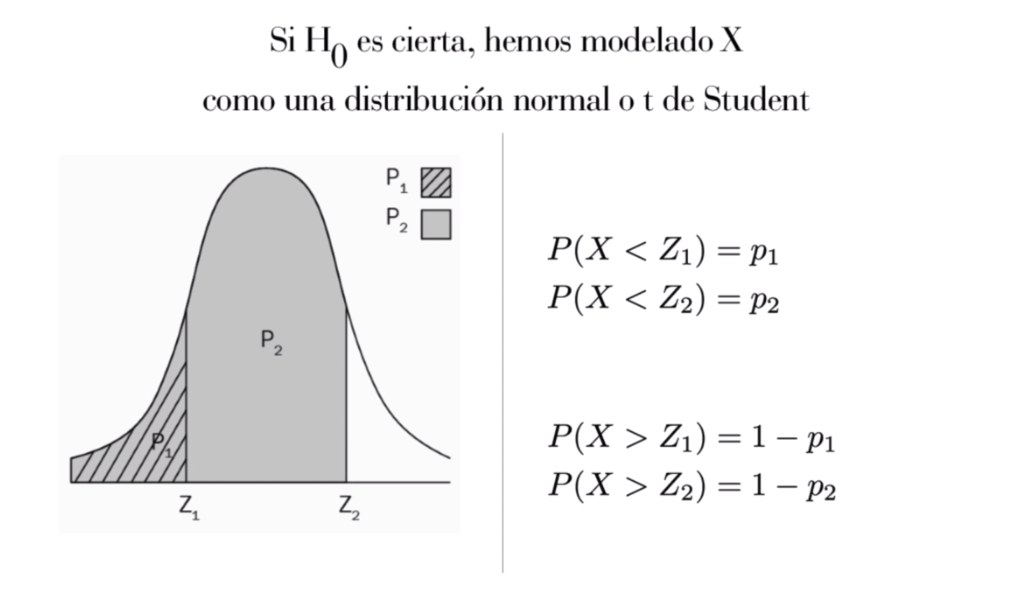 Si H₀ es cierta, hemos modelado X
como una distribución normal o t de Student
P₁
P₂
P₂
P₁
Z₁
Z₂
P(X < Z₁) = p₁
P(X < Z₂) = p₂
P(X > Z₁) = 1 − p₁
P(X > Z₂) = 1 − p₂